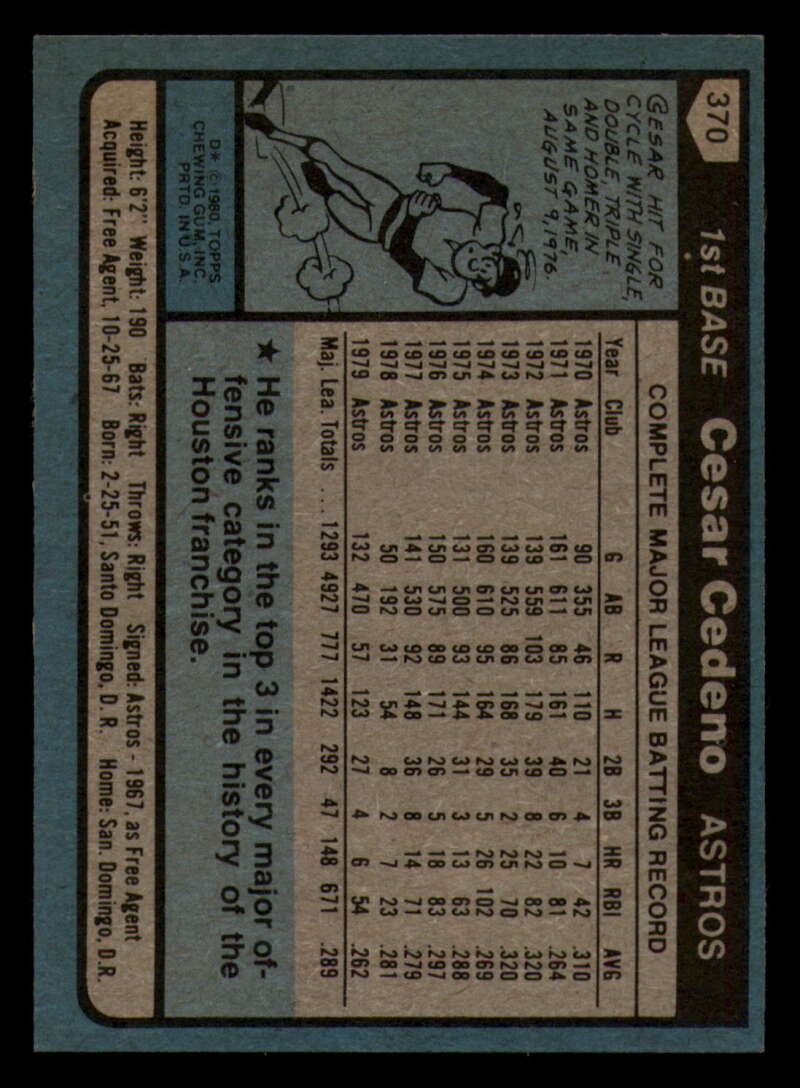 370
1st BASE Cesar Cedeno ASTROS
CESAR HIT FOR
CYCLE WITH SINGLE,
DOUBLE, TRIPLE
AND HOMER IN
SAME GAME,
AUGUST 9, 1976.
D* © 1980 TOPPS
CHEWING GUM, INC.
PRTD. IN U.S.A.
COMPLETE MAJOR LEAGUE BATTING RECORD
Year Club G AB R H 2B 3B HR RBI AVG
1970 Astros 90 355 46 110 21 4 7 42 .310
1971 Astros 161 611 85 161 40 6 10 81 .264
1972 Astros 139 559 103 179 39 8 22 82 .320
1973 Astros 139 525 86 168 35 2 25 70 .320
1974 Astros 160 610 95 164 29 5 26 102 .269
1975 Astros 131 500 93 144 31 3 13 63 .288
1976 Astros 150 575 89 171 26 5 18 83 .297
1977 Astros 141 530 92 148 36 8 14 71 .279
1978 Astros 50 192 31 54 8 2 7 23 .281
1979 Astros 132 470 57 123 27 4 6 54 .262
Maj. Lea. Totals .... 1293 4927 777 1422 292 47 148 671 .289
★ He ranks in the top 3 in every major of-
fensive category in the history of the
Houston franchise.
Height: 6'2" Weight: 190 Bats: Right Throws: Right Signed: Astros - 1967, as Free Agent
Acquired: Free Agent, 10-25-67 Born: 2-25-51, Santo Domingo, D. R. Home: San. Domingo, D.R.